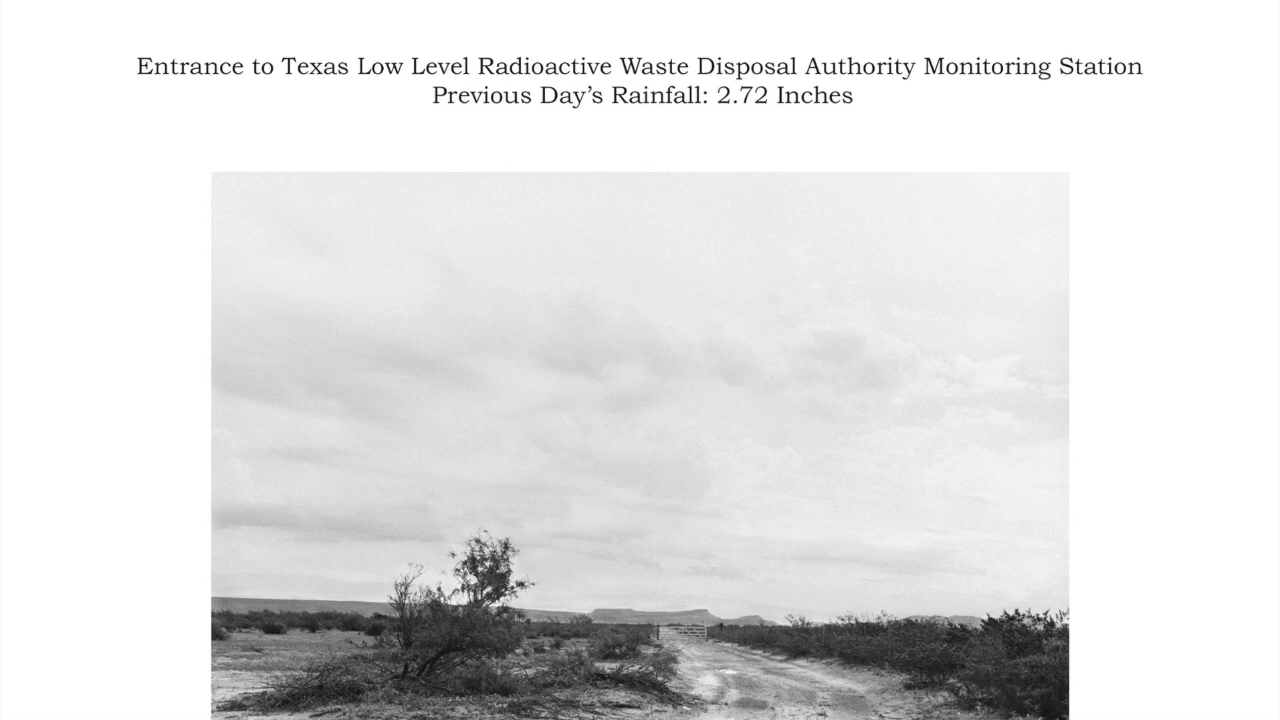 Entrance to Texas Low Level Radioactive Waste Disposal Authority Monitoring Station
Previous Day’s Rainfall: 2.72 Inches